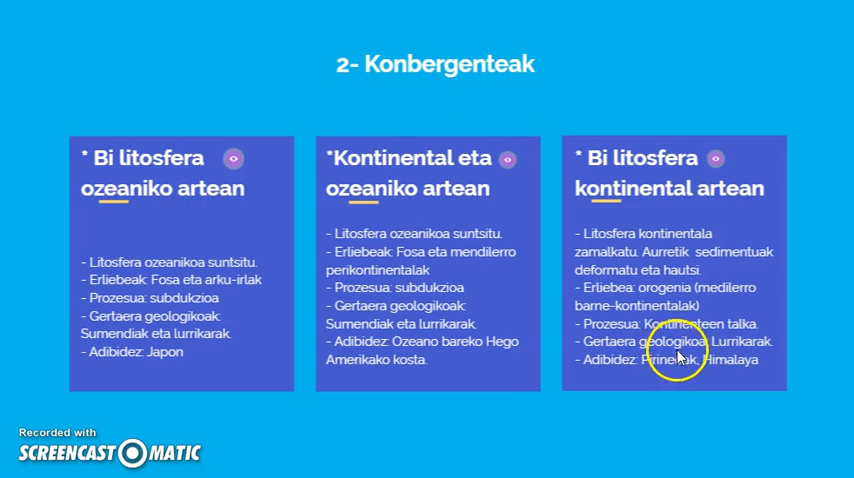 2- Konbergenteak
* Bi litosfera
ozeaniko artean
- Litosfera ozeanikoa suntsitu.
- Erliebeak: Fosa eta arku-irlak
- Prozesua: subdukzioa
- Gertaera geologikoak:
Sumendiak eta lurrikarak.
- Adibidez: Japon
*Kontinental eta
ozeaniko artean
- Litosfera ozeanikoa suntsitu.
- Erliebeak: Fosa eta mendilerro
perikontinentalak
- Prozesua: subdukzioa
- Gertaera geologikoak:
Sumendiak eta lurrikarak.
- Adibidez: Ozeano bareko Hego
Amerikako kosta.
* Bi litosfera
kontinental artean
- Litosfera kontinentala
zamalkatu. Aurretik sedimentuak
deformatu eta hautsi.
- Erliebea: orogenia (medilerro
barne-kontinentalak)
- Prozesua: Kontinenteen talka.
- Gertaera geologikoa: Lurrikarak.
- Adibidez: Pirineoak, Himalaya
Recorded with
SCREENCAST-O-MATIC